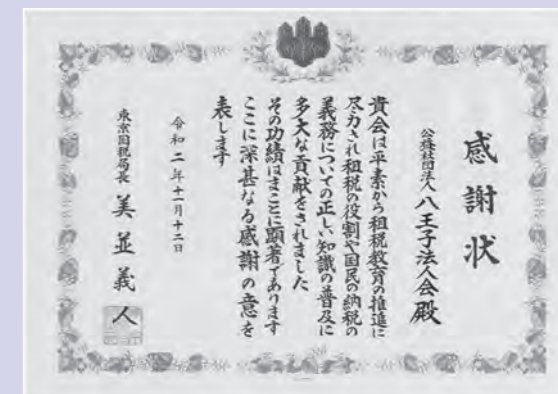 感謝状
公益社団法人八王子法人会殿
貴会は平素から租税教育の推進に
尽力され租税の役割や国民の納税の
義務についての正しい知識の普及に
多大な貢献をされました
その功績はまことに顕著であります
ここに深甚なる感謝の意を
表します
令和二年十一月十二日
東京国税局長 美並義人